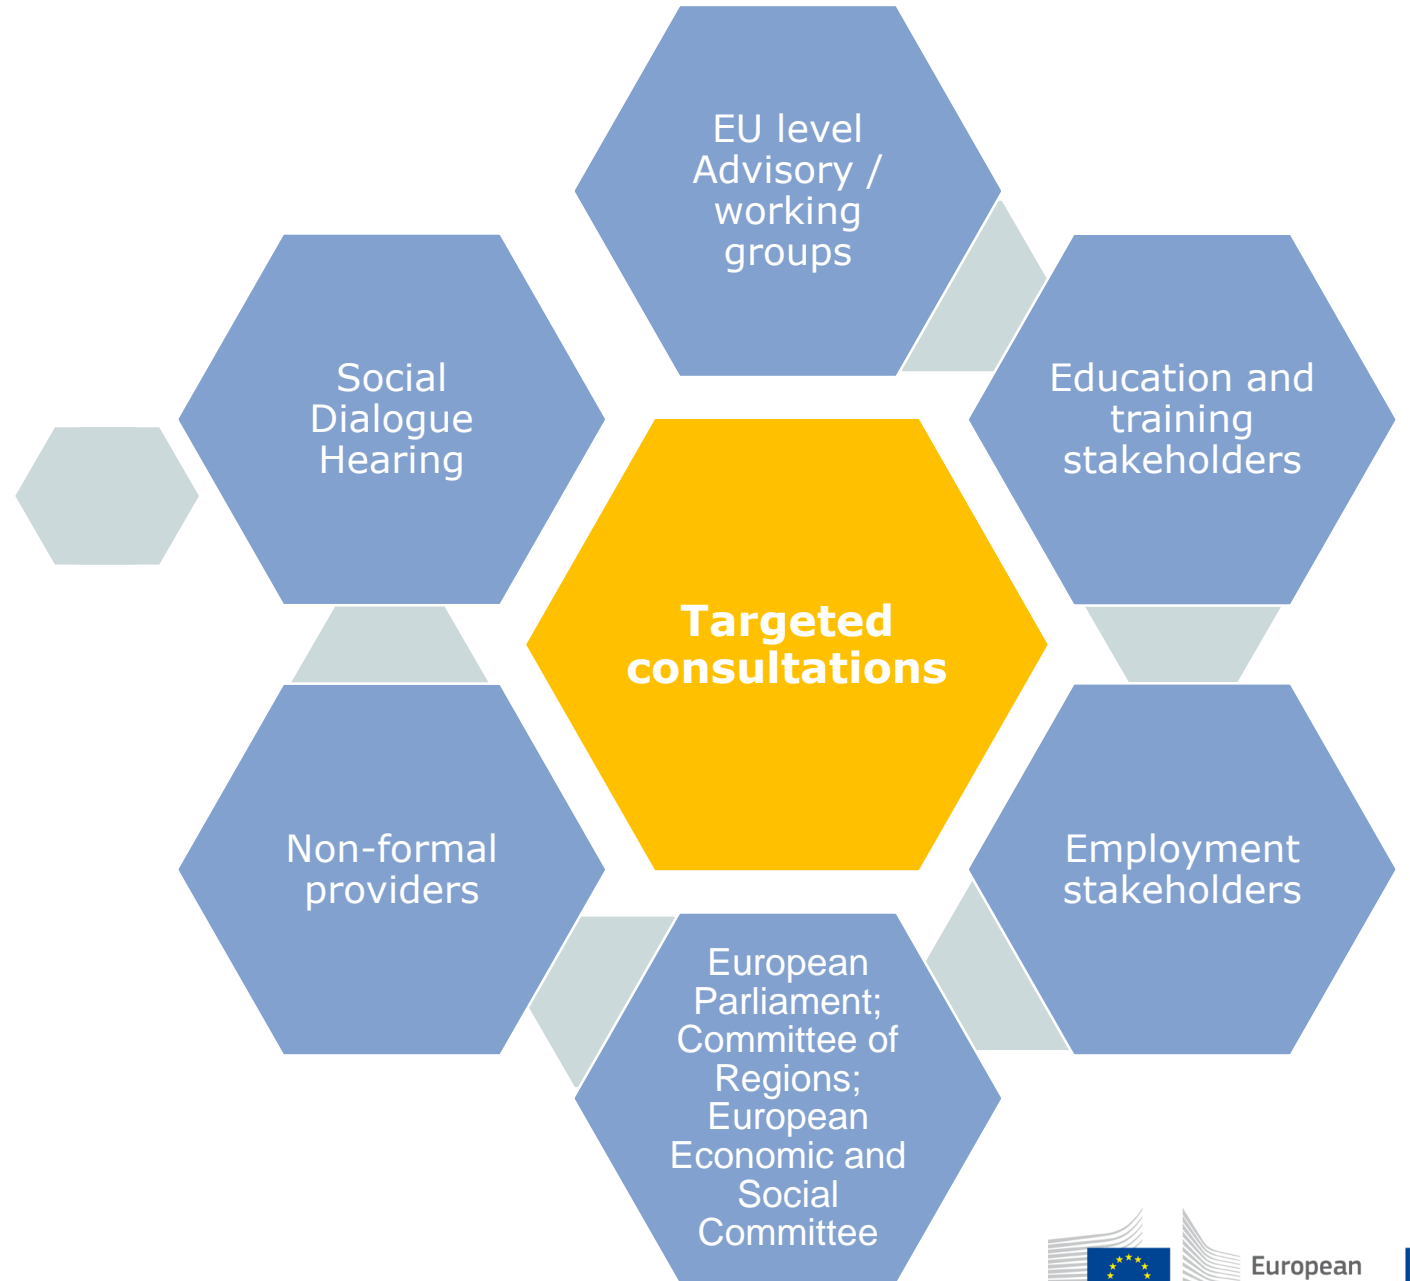 EU level
Advisory /
working
groups
Social
Dialogue
Hearing
Education and
training
stakeholders
Targeted
consultations
Non-formal
providers
Employment
stakeholders
European
Parliament;
Committee of
Regions;
European
Economic and
Social
Committee
European